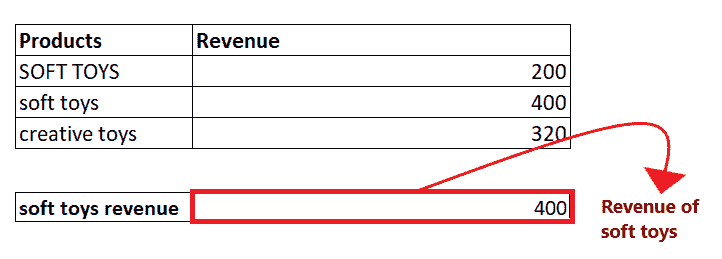 Products Revenue
SOFT TOYS 200
soft toys 400
creative toys 320
soft toys revenue 400
Revenue of
soft toys